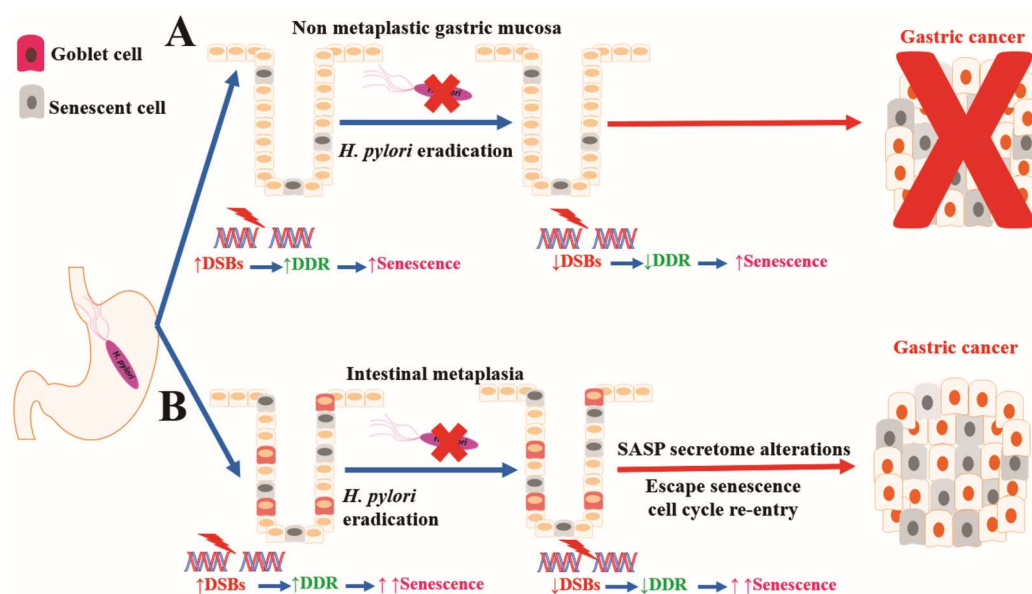 A
Goblet cell
Senescent cell
Non metaplastic gastric mucosa
H. pylori eradication
Gastric cancer
X
↑DSBs → ↑DDR → ↑Senescence
↓DSBs → ↓DDR → ↑Senescence
H. pylori
B
Intestinal metaplasia
H. pylori
eradication
Gastric cancer
SASP secretome alterations
Escape senescence
cell cycle re-entry
↑DSBs → ↑DDR → ↑ ↑Senescence
↓DSBs → ↓DDR → ↑ ↑Senescence